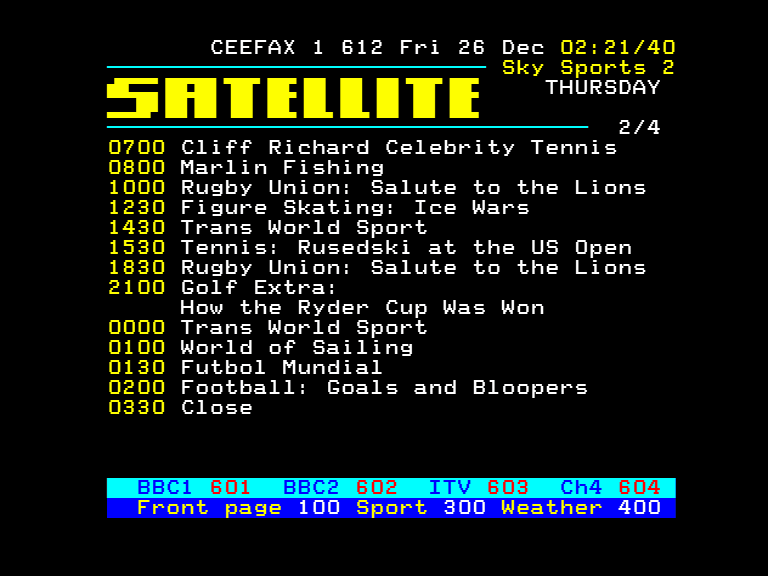 CEEFAX 1 612 Fri 26 Dec 02:21/40
Sky Sports 2
SATELLITE THURSDAY
2/4
0700 Cliff Richard Celebrity Tennis
0800 Marlin Fishing
1000 Rugby Union: Salute to the Lions
1230 Figure Skating: Ice Wars
1430 Trans World Sport
1530 Tennis: Rusedski at the US Open
1830 Rugby Union: Salute to the Lions
2100 Golf Extra:
How the Ryder Cup Was Won
0000 Trans World Sport
0100 World of Sailing
0130 Futbol Mundial
0200 Football: Goals and Bloopers
0330 Close
BBC1 601 BBC2 602 ITV 603 Ch4 604
Front page 100 Sport 300 Weather 400